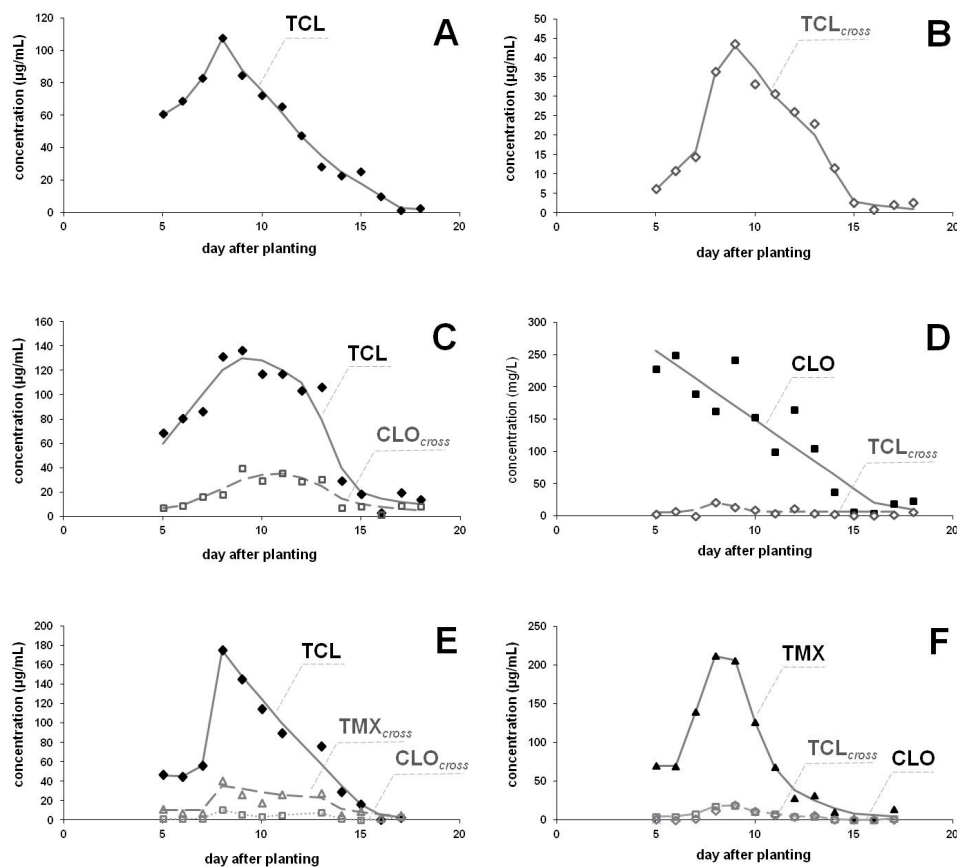 concentration (µg/mL)
120
100
80
60
40
20
0
TCL
A
0 5 10 15 20
day after planting
concentration (µg/mL)
50
45
40
35
30
25
20
15
10
5
0
TCLcross
B
0 5 10 15 20
day after planting
concentration (µg/mL)
160
140
120
100
80
60
40
20
0
TCL
CLOcross
C
0 5 10 15 20
day after planting
concentration (mg/L)
300
250
200
150
100
50
0
CLO
TCLcross
D
0 5 10 15 20
day after planting
concentration (µg/mL)
200
180
160
140
120
100
80
60
40
20
0
TCL
TMXcross
CLOcross
E
0 5 10 15 20
day after planting
concentration (µg/mL)
250
200
150
100
50
0
TMX
TCLcross
CLO
F
0 5 10 15 20
day after planting